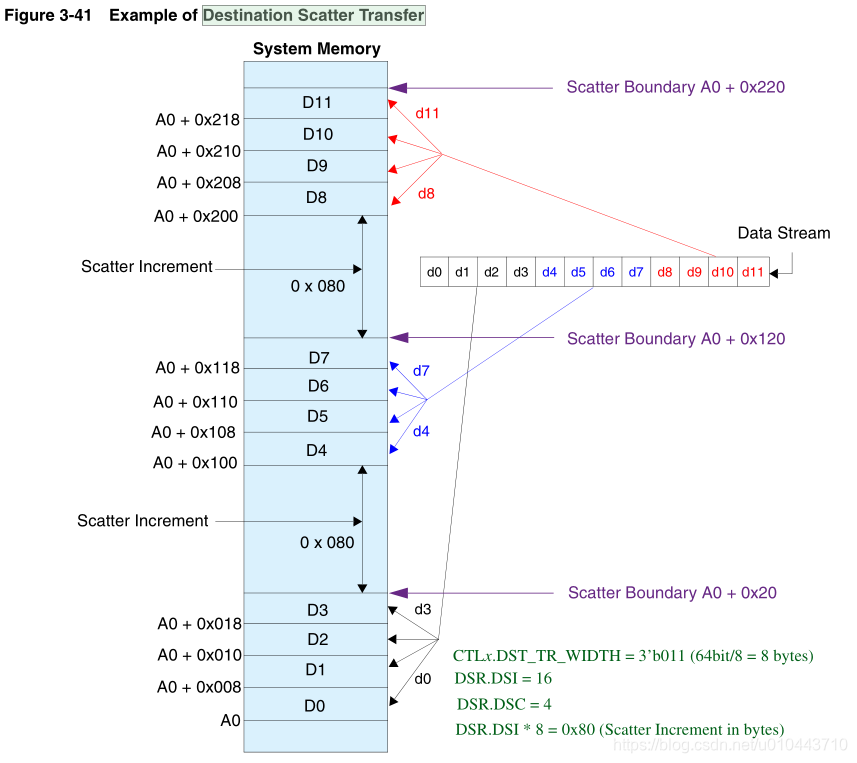 Figure 3-41 Example of Destination Scatter Transfer
System Memory
Scatter Boundary A0 + 0x220
D11
d11
A0 + 0x218
D10
A0 + 0x210
D9
A0 + 0x208
D8
d8
A0 + 0x200
Data Stream
Scatter Increment
0 x 080
d0 d1 d2 d3 d4 d5 d6 d7 d8 d9 d10 d11
Scatter Boundary A0 + 0x120
D7
d7
A0 + 0x118
D6
A0 + 0x110
D5
A0 + 0x108
d4
D4
A0 + 0x100
Scatter Increment
0 x 080
Scatter Boundary A0 + 0x20
D3
d3
A0 + 0x018
D2
A0 + 0x010
D1
d0
A0 + 0x008
D0
A0
CTLx.DST_TR_WIDTH = 3'b011 (64bit/8 = 8 bytes)
DSR.DSI = 16
DSR.DSC = 4
DSR.DSI * 8 = 0x80 (Scatter Increment in bytes)
https://blog.csdn.net/u010443710